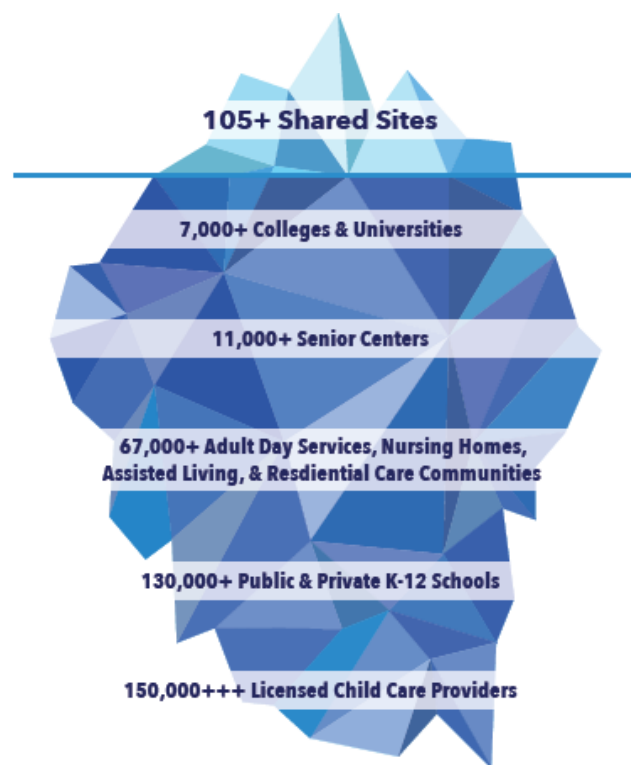 105+ Shared Sites
7,000+ Colleges & Universities
11,000+ Senior Centers
67,000+ Adult Day Services, Nursing Homes,
Assisted Living, & Resdiential Care Communities
130,000+ Public & Private K-12 Schools
150,000+++ Licensed Child Care Providers